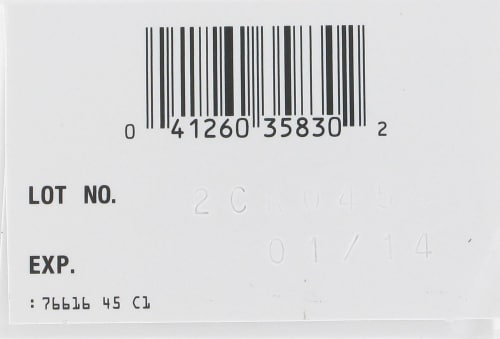 0 41260 35830 2
LOT NO.
EXP. 01/14
: 76616 45 C1